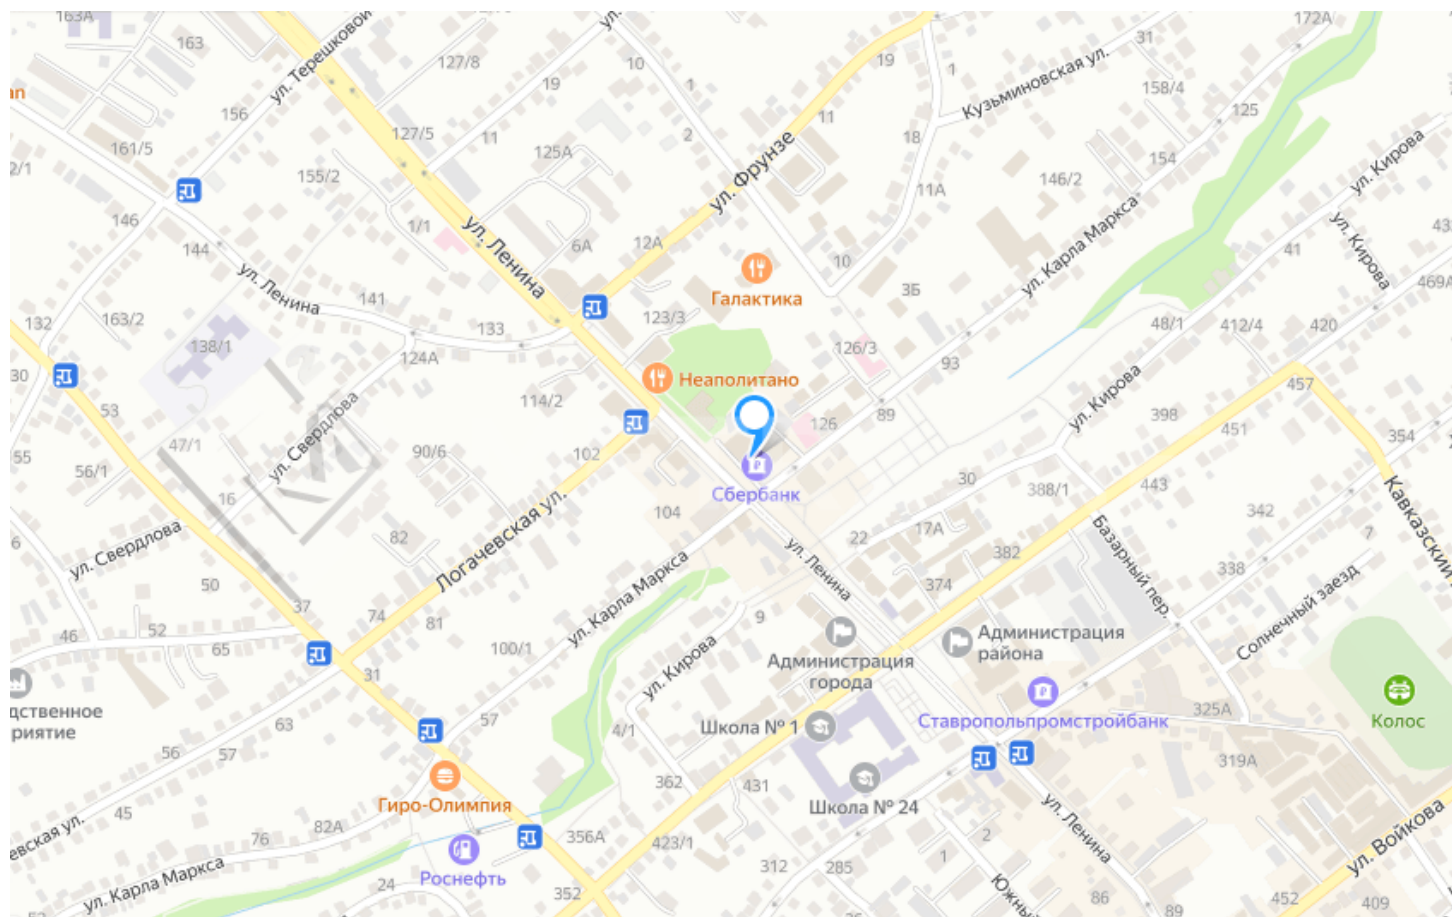 163А
172А
163
ул. Терешковой
127/8
10
1
19
1
31
Кузьминовская ул.
19
158/4
125
156
127/5
11
2
11
18
161/5
125А
154
155/2
ул. Фрунзе
146/2
ул. Кирова
11А
146
1/1
ул. Ленина
6А
12А
ул. Карла Маркса
ул. Кирова
41
144
10
ул. Ленина
141
Галактика
3Б
469А
132
163/2
133
123/3
48/1
412/4
420
138/1
124А
126/3
93
30
Неаполитано
457
53
114/2
ул. Свердлова
126
89
ул. Кирова
398
451
354
47/1
90/6
102
55
56/1
16
Сбербанк
30
388/1
443
Кавказский
ул. Свердлова
82
Логачевская ул.
104
22
17А
382
342
7
Базарный пер.
50
ул. Карла Маркса
ул. Ленина
374
338
Солнечный заезд
37
74
81
9
46
52
65
100/1
Администрация
города
Администрация
района
31
ул. Кирова
дственное
риятие
63
57
4/1
Школа № 1
Ставропольпромстройбанк
325А
Колос
56
57
362
431
319А
Гиро-Олимпия
Школа № 24
45
82А
76
356А
423/1
ул. Ленина
2
ул. Войкова
евская ул.
ул. Карла Маркса
Роснефть
312
285
1
24
352
Южны
86
89
452
409